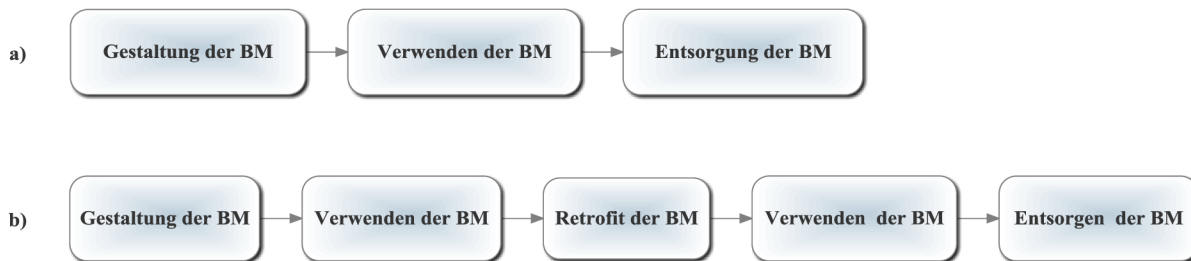 a) Gestaltung der BM Verwenden der BM Entsorgung der BM
b) Gestaltung der BM Verwenden der BM Retrofit der BM Verwenden der BM Entsorgen der BM